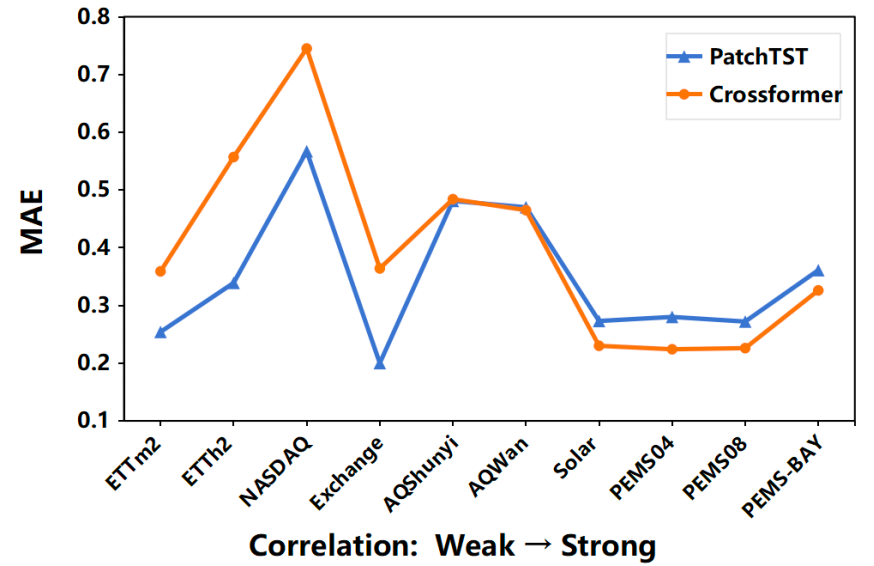 0.8
0.7
0.6
0.5
0.4
0.3
0.2
0.1
MAE
PatchTST
Crossformer
ETTm2
ETTh2
NASDAQ
Exchange
AQShunyi
AQWan
Solar
PEMS04
PEMS08
PEMS-BAY
Correlation: Weak → Strong